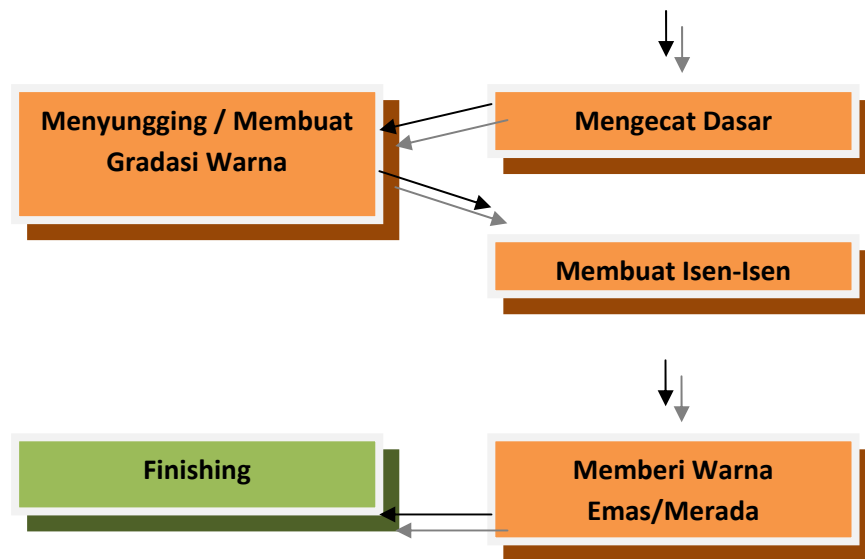 Menyungging / Membuat
Gradasi Warna
Mengecat Dasar
Membuat Isen-Isen
Finishing
Memberi Warna
Emas/Merada